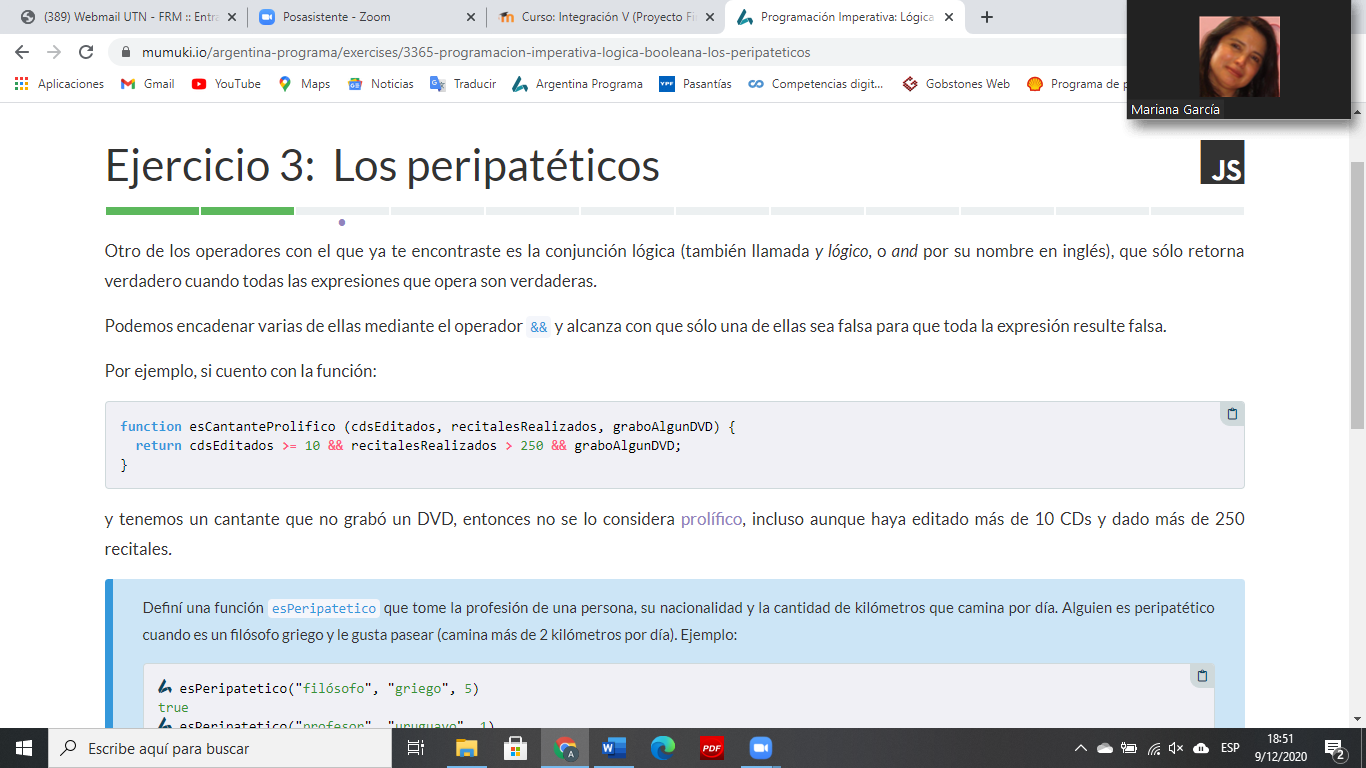 (389) Webmail UTN - FRM :: Entra
Posasistente - Zoom
Curso: Integración V (Proyecto Fi
Programación Imperativa: Lógica
mumuki.io/argentina-programa/exercises/3365-programacion-imperativa-logica-booleana-los-peripateticos
Aplicaciones
Gmail
YouTube
Maps
Noticias
Traducir
Argentina Programa
YPF
Pasantías
Competencias digit...
Gobstones Web
Programa de p
Mariana García
Ejercicio 3: Los peripatéticos
JS
Otro de los operadores con el que ya te encontraste es la conjunción lógica (también llamada y lógico, o and por su nombre en inglés), que sólo retorna
verdadero cuando todas las expresiones que opera son verdaderas.
Podemos encadenar varias de ellas mediante el operador && y alcanza con que sólo una de ellas sea falsa para que toda la expresión resulte falsa.
Por ejemplo, si cuento con la función:
function esCantanteProlifico (cdsEditados, recitalesRealizados, graboAlgunDVD) {
return cdsEditados >= 10 && recitalesRealizados > 250 && graboAlgunDVD;
}
y tenemos un cantante que no grabó un DVD, entonces no se lo considera prolífico, incluso aunque haya editado más de 10 CDs y dado más de 250
recitales.
Definí una función esPeripatetico que tome la profesión de una persona, su nacionalidad y la cantidad de kilómetros que camina por día. Alguien es peripatético
cuando es un filósofo griego y le gusta pasear (camina más de 2 kilómetros por día). Ejemplo:
esPeripatetico("filósofo", "griego", 5)
true
esPeripatetico("profesor", "uruguayo", 1)
Escribe aquí para buscar
A
W
PDF
ESP
18:51
9/12/2020
2